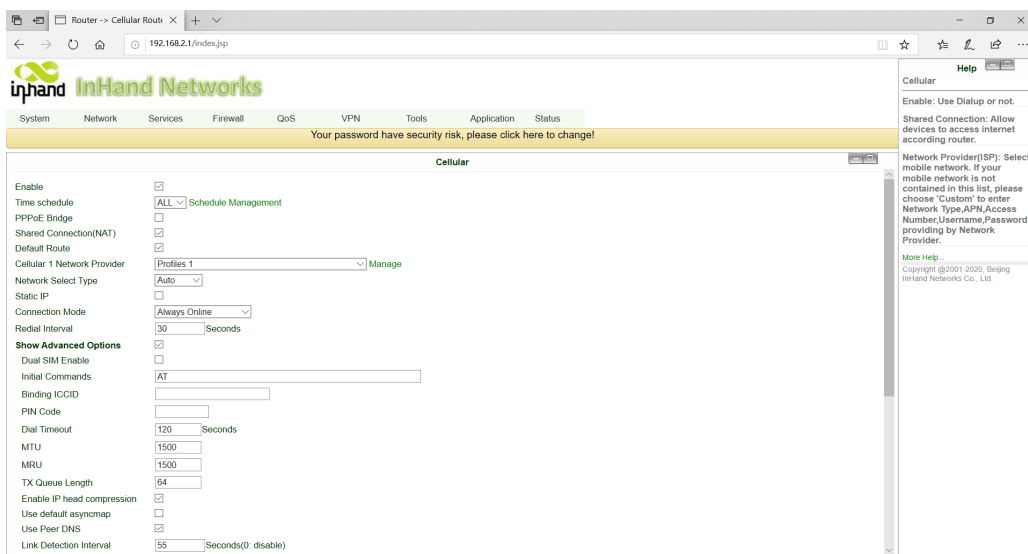 Router -> Cellular Route
192.168.2.1/index.jsp
inhand InHand Networks
System Network Services Firewall QoS VPN Tools Application Status
Your password have security risk, please click here to change!
Cellular
Enable
Time schedule ALL Schedule Management
PPPoE Bridge
Shared Connection(NAT)
Default Route
Cellular 1 Network Provider Profiles 1 Manage
Network Select Type Auto
Static IP
Connection Mode Always Online
Redial Interval 30 Seconds
Show Advanced Options
Dual SIM Enable
Initial Commands AT
Binding ICCID
PIN Code
Dial Timeout 120 Seconds
MTU 1500
MRU 1500
TX Queue Length 64
Enable IP head compression
Use default asyncmap
Use Peer DNS
Link Detection Interval 55 Seconds(0: disable)
Help
Cellular
Enable: Use Dialup or not.
Shared Connection: Allow
devices to access internet
according router.
Network Provider(ISP): Select
mobile network. If your
mobile network is not
contained in this list, please
choose 'Custom' to enter
Network Type,APN,Access
Number,Username,Password
providing by Network
Provider.
More Help...
Copyright @2001-2020, Beijing
InHand Networks Co., Ltd.